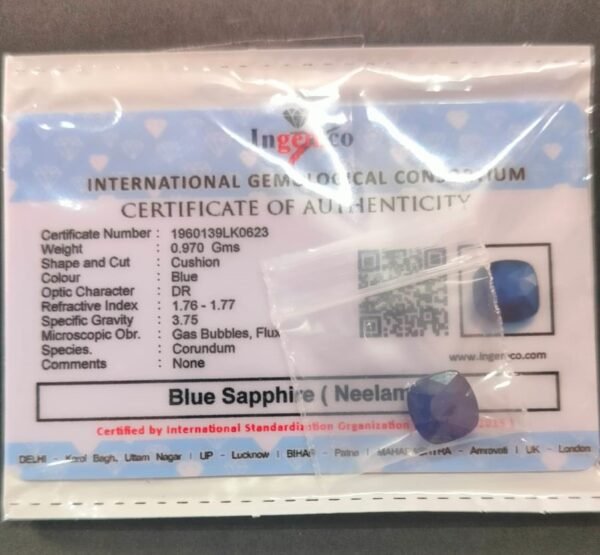 Ingemco
INTERNATIONAL GEMOLOGICAL CONSORTIUM
CERTIFICATE OF AUTHENTICITY
Certificate Number : 1960139LK0623
Weight : 0.970 Gms
Shape and Cut : Cushion
Colour : Blue
Optic Character : DR
Refractive Index : 1.76 - 1.77
Specific Gravity : 3.75
Microscopic Obr. : Gas Bubbles, Flux
Species. : Corundum
Comments : None
www.ingemco.com
Blue Sapphire ( Neelam
Certified by International Standardization Organization
DELHI - Karol Bagh, Uttam Nagar | UP - Lucknow | BIHAR - Patna | MAHARASHTRA - Amravati | UK - London